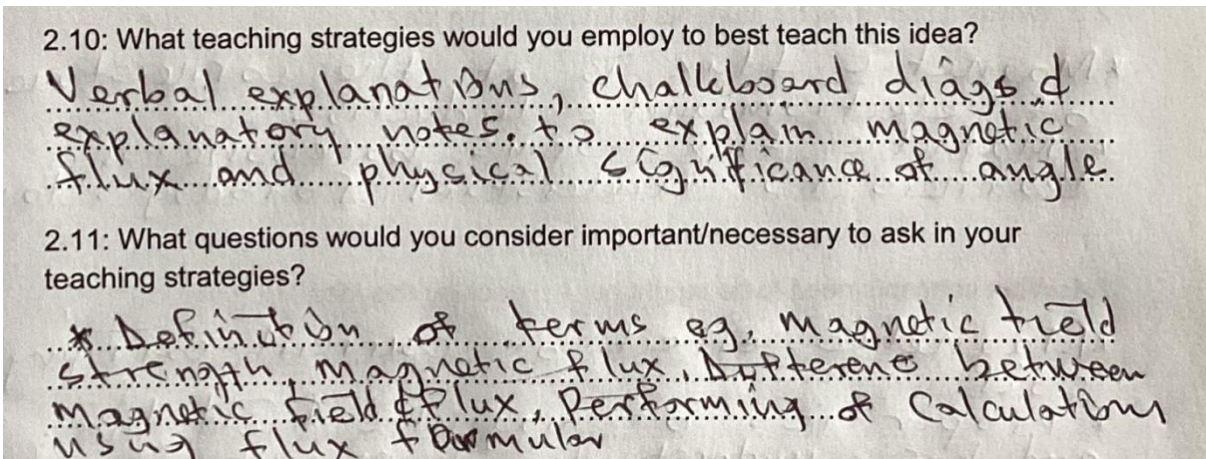 2.10: What teaching strategies would you employ to best teach this idea?
Verbal explanations, chalkboard diags &
explanatory notes. to explain magnetic
flux and physical significance of angle.
2.11: What questions would you consider important/necessary to ask in your
teaching strategies?
* Definition of terms eg. magnetic field
strength, Magnetic flux, Differene between
Magnetic field & flux, Performing of Calculations
using flux formular